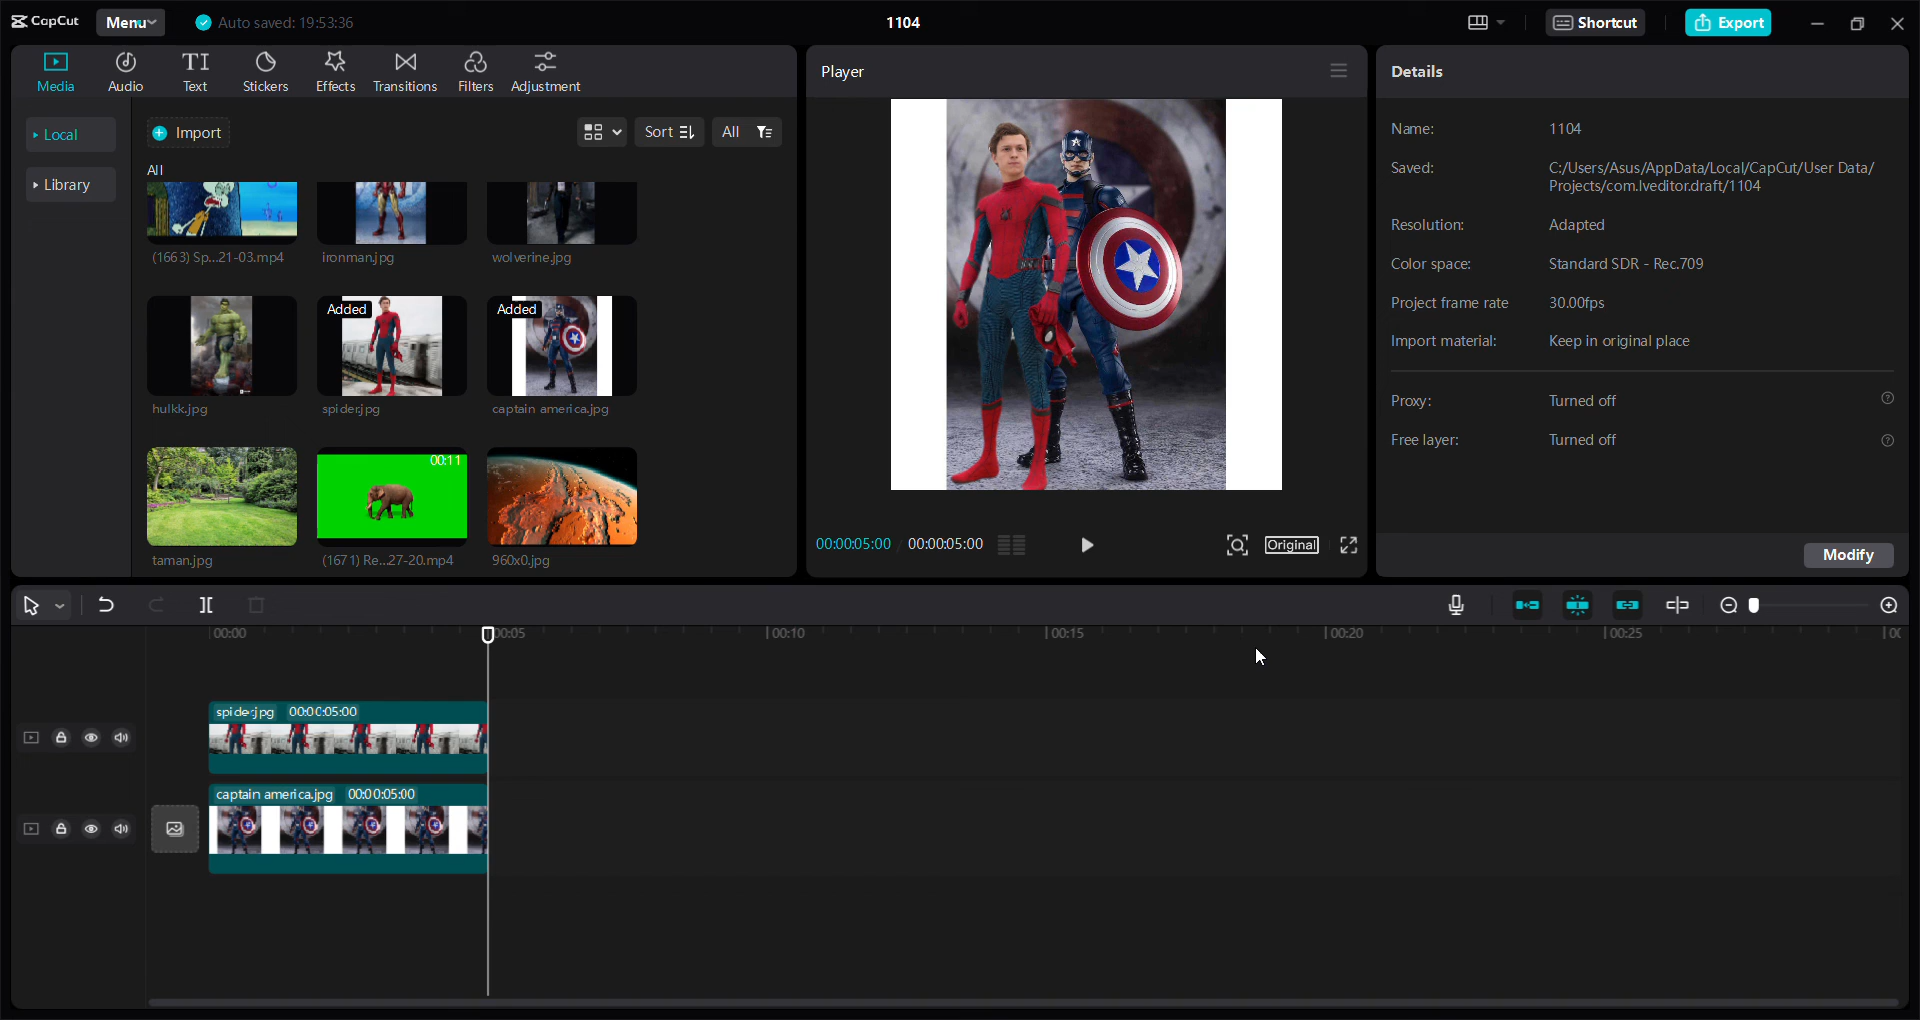 CapCut
Menu
Auto saved: 19:53:36
1104
Shortcut
Export
Media
Audio
Text
Stickers
Effects
Transitions
Filters
Adjustment
Local
Library
Import
Sort
All
All
(1663) Sp...21-03.mp4
ironman.jpg
wolverine.jpg
Added
Added
hulkk.jpg
spider.jpg
captain america.jpg
00:11
taman.jpg
(1671) Re...27-20.mp4
960x0.jpg
Player
00:00:05:00 / 00:00:05:00
Original
Details
Name: 1104
Saved: C:/Users/Asus/AppData/Local/CapCut/User Data/
Projects/com.lveditor.draft/1104
Resolution: Adapted
Color space: Standard SDR - Rec.709
Project frame rate 30.00fps
Import material: Keep in original place
Proxy: Turned off
Free layer: Turned off
Modify
00:00
00:05
00:10
00:15
00:20
00:25
spider.jpg 00:00:05:00
captain america.jpg 00:00:05:00